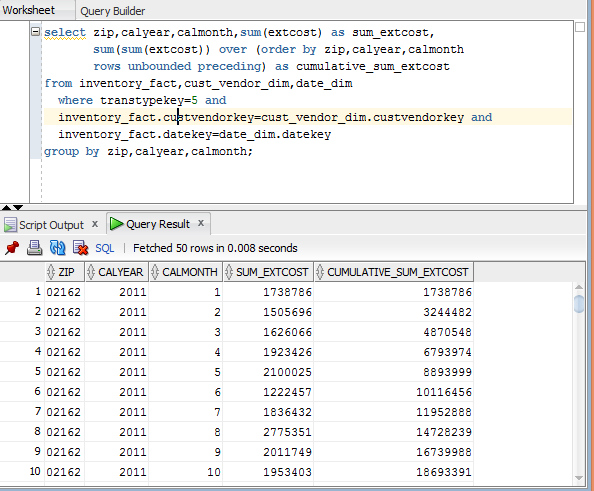 Worksheet Query Builder
select zip,calyear,calmonth,sum(extcost) as sum_extcost,
sum(sum(extcost)) over (order by zip,calyear,calmonth
rows unbounded preceding) as cumulative_sum_extcost
from inventory_fact,cust_vendor_dim,date_dim
where transtypekey=5 and
inventory_fact.custvendorkey=cust_vendor_dim.custvendorkey and
inventory_fact.datekey=date_dim.datekey
group by zip,calyear,calmonth;
Script Output x Query Result x
SQL | Fetched 50 rows in 0.008 seconds
ZIP CALYEAR CALMONTH SUM_EXTCOST CUMULATIVE_SUM_EXTCOST
1 02162 2011 1 1738786 1738786
2 02162 2011 2 1505696 3244482
3 02162 2011 3 1626066 4870548
4 02162 2011 4 1923426 6793974
5 02162 2011 5 2100025 8893999
6 02162 2011 6 1222457 10116456
7 02162 2011 7 1836432 11952888
8 02162 2011 8 2775351 14728239
9 02162 2011 9 2011749 16739988
10 02162 2011 10 1953403 18693391